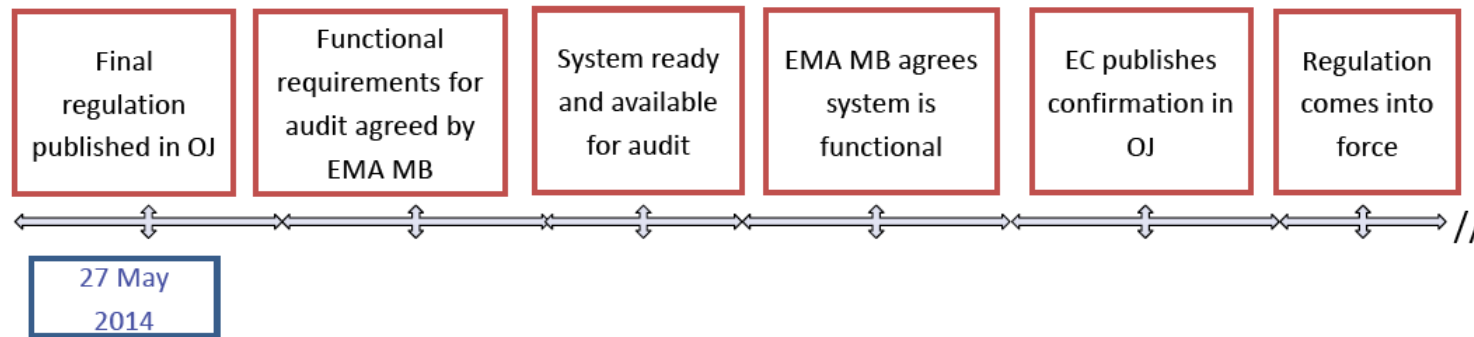 Final
regulation
published in OJ
Functional
requirements for
audit agreed by
EMA MB
System ready
and available
for audit
EMA MB agrees
system is
functional
EC publishes
confirmation in
OJ
Regulation
comes into
force
//
27 May
2014